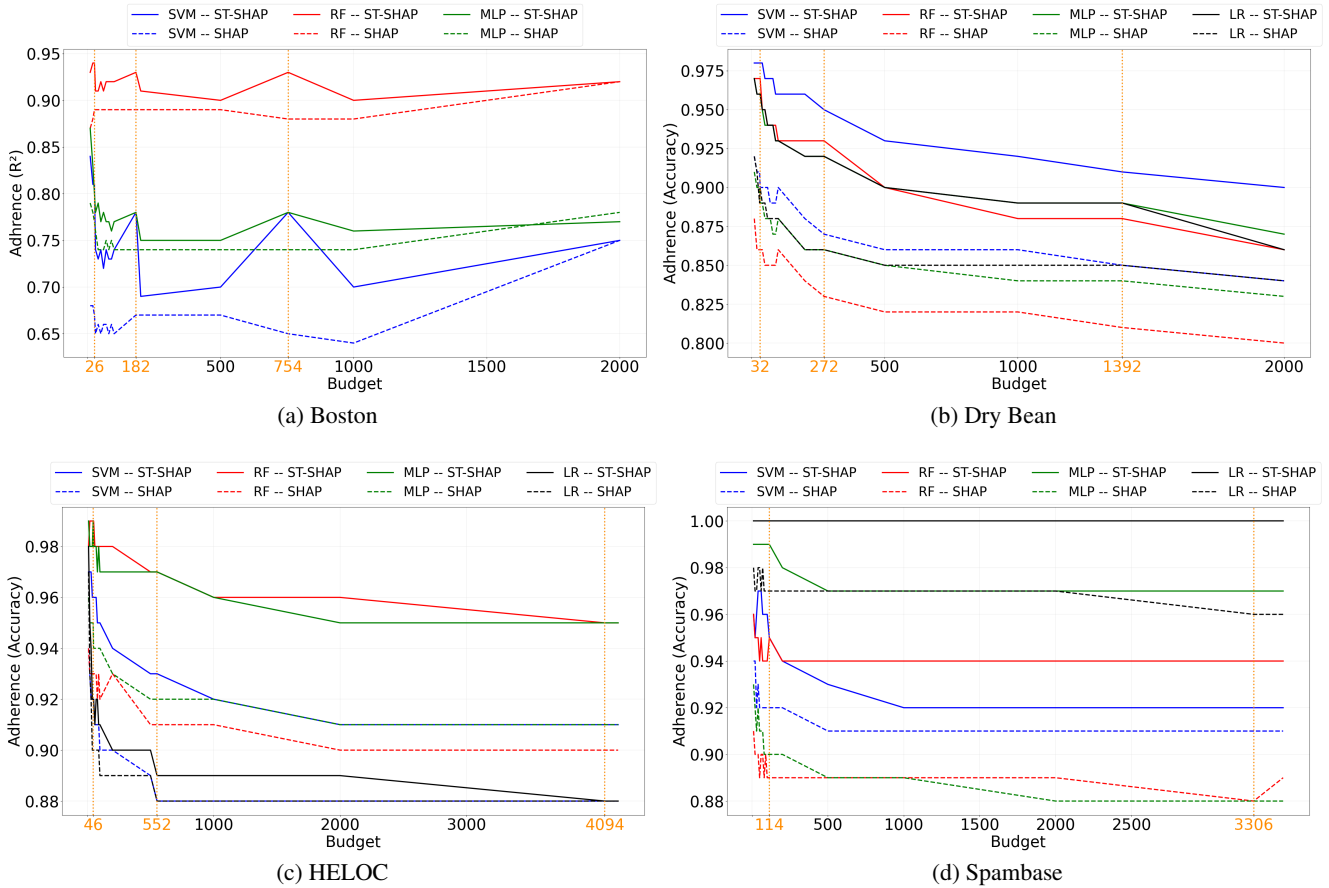 SVM -- ST-SHAP RF -- ST-SHAP MLP -- ST-SHAP
SVM -- SHAP RF -- SHAP MLP -- SHAP
0.95
0.90
0.85
0.80
0.75
0.70
0.65
Adhrence (R²)
26 182 500 754 1000 1500 2000
Budget
(a) Boston
SVM -- ST-SHAP RF -- ST-SHAP MLP -- ST-SHAP LR -- ST-SHAP
SVM -- SHAP RF -- SHAP MLP -- SHAP LR -- SHAP
0.975
0.950
0.925
0.900
0.875
0.850
0.825
0.800
Adhrence (Accuracy)
32 272 500 1000 1392 2000
Budget
(b) Dry Bean
SVM -- ST-SHAP RF -- ST-SHAP MLP -- ST-SHAP LR -- ST-SHAP
SVM -- SHAP RF -- SHAP MLP -- SHAP LR -- SHAP
0.98
0.96
0.94
0.92
0.90
0.88
Adherence (Accuracy)
46 552 1000 2000 3000 4094
Budget
(c) HELOC
SVM -- ST-SHAP RF -- ST-SHAP MLP -- ST-SHAP LR -- ST-SHAP
SVM -- SHAP RF -- SHAP MLP -- SHAP LR -- SHAP
1.00
0.98
0.96
0.94
0.92
0.90
0.88
Adherence (Accuracy)
114 500 1000 1500 2000 2500 3306
Budget
(d) Spambase